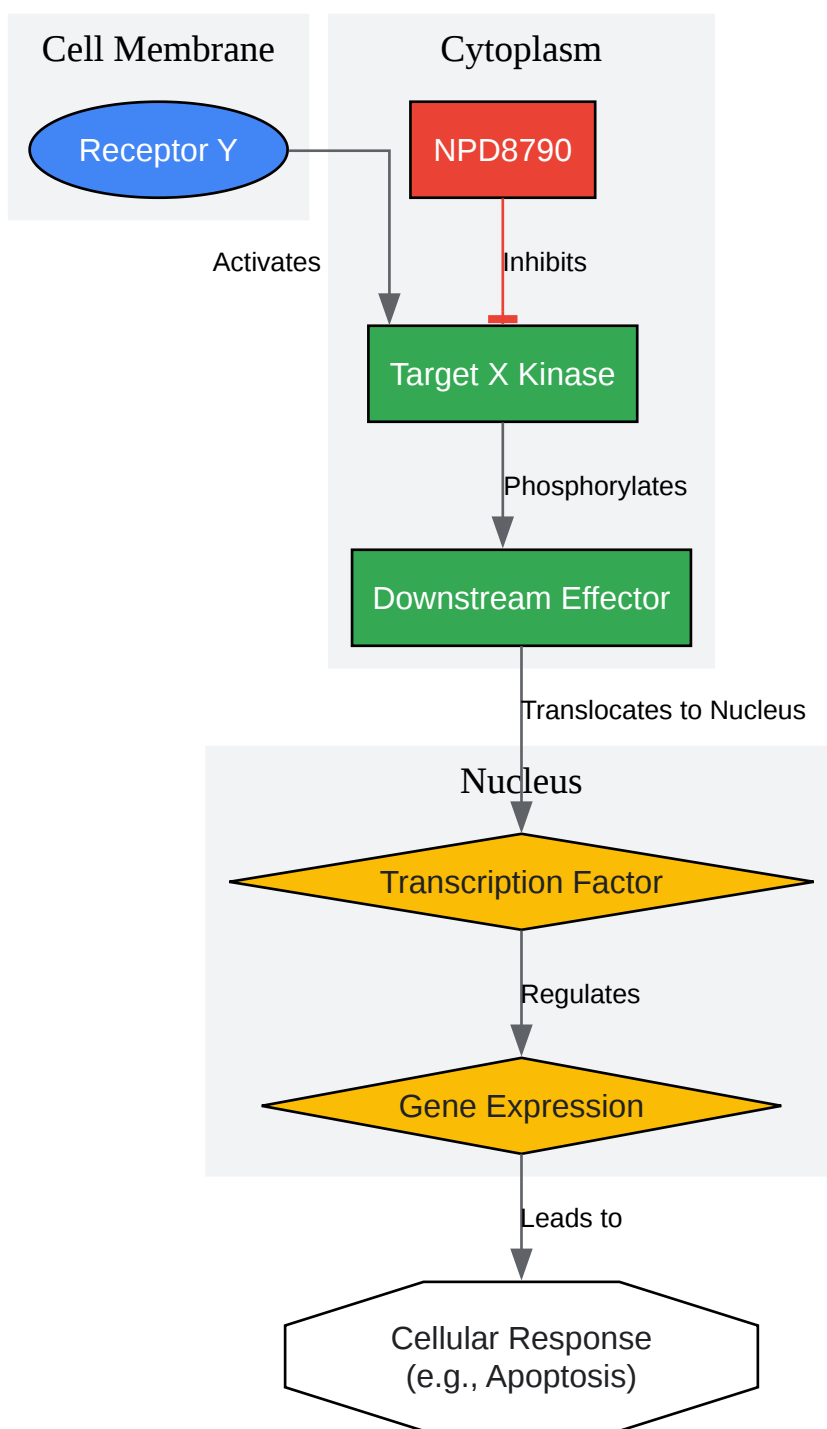 Cell Membrane
Cytoplasm
Receptor Y
NPD8790
Activates
Inhibits
Target X Kinase
Phosphorylates
Downstream Effector
Translocates to Nucleus
Nucleus
Transcription Factor
Regulates
Gene Expression
Leads to
Cellular Response
(e.g., Apoptosis)